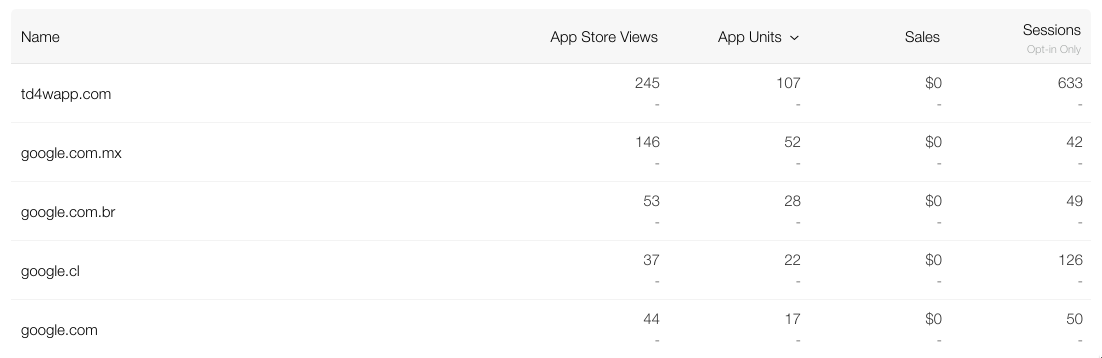 Name App Store Views App Units Sales Sessions
Opt-in Only
td4wapp.com 245 107 $0 633
- - - -
google.com.mx 146 52 $0 42
- - - -
google.com.br 53 28 $0 49
- - - -
google.cl 37 22 $0 126
- - - -
google.com 44 17 $0 50
- - - -